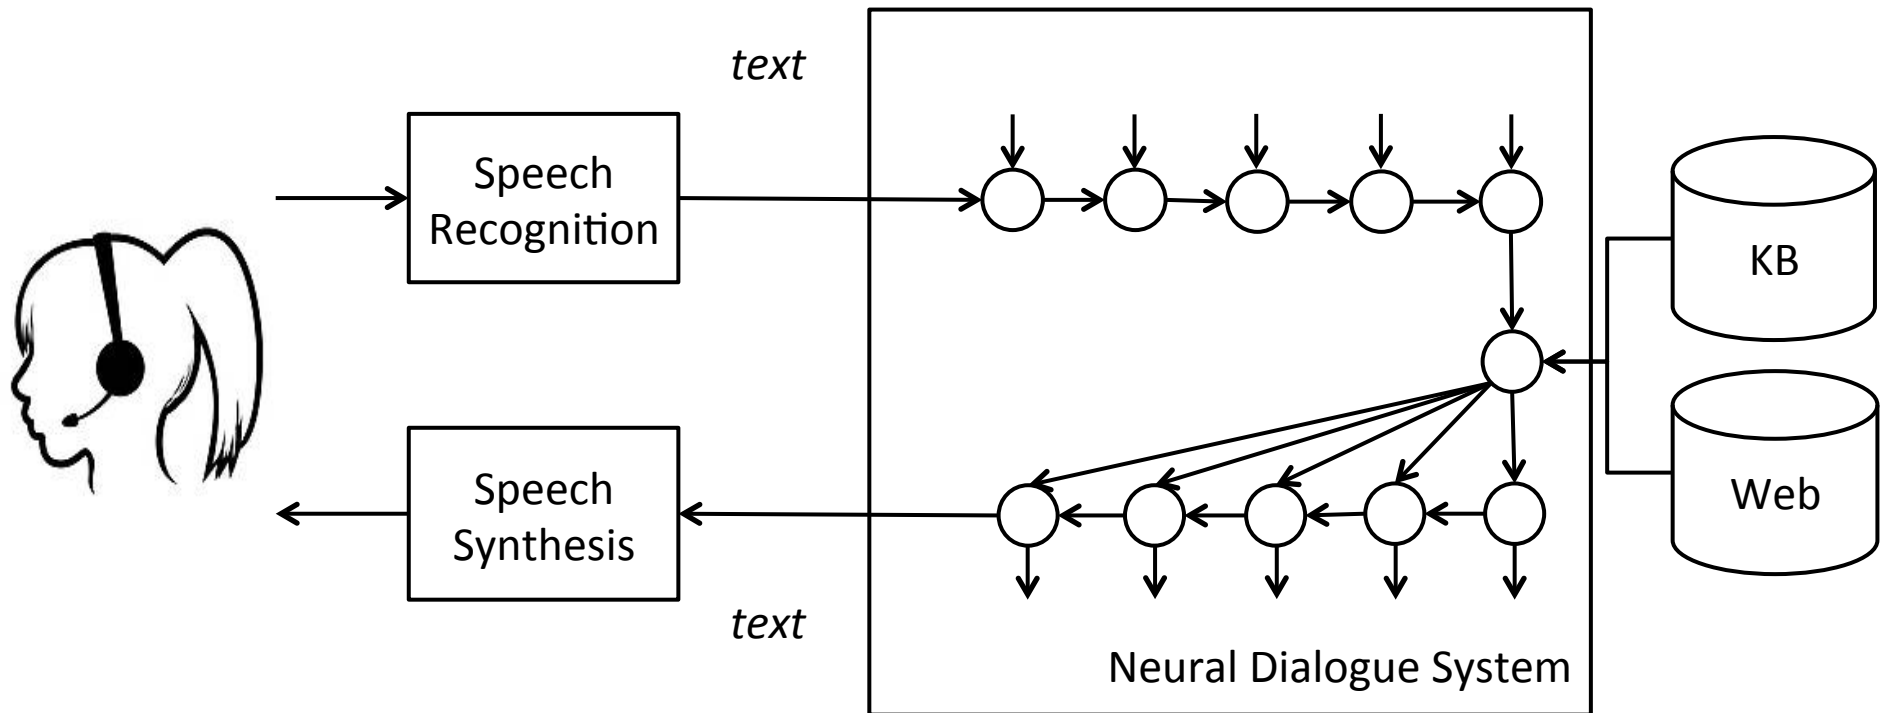 text
Speech
Recognition
KB
Speech
Synthesis
Web
text
Neural Dialogue System